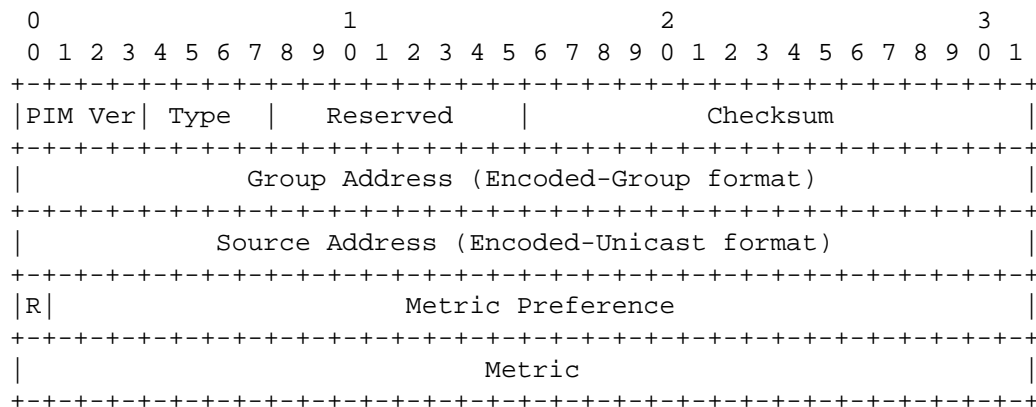 0                   1                   2                   3
 0 1 2 3 4 5 6 7 8 9 0 1 2 3 4 5 6 7 8 9 0 1 2 3 4 5 6 7 8 9 0 1
+-+-+-+-+-+-+-+-+-+-+-+-+-+-+-+-+-+-+-+-+-+-+-+-+-+-+-+-+-+-+-+-+
|PIM Ver| Type  |   Reserved    |           Checksum            |
+-+-+-+-+-+-+-+-+-+-+-+-+-+-+-+-+-+-+-+-+-+-+-+-+-+-+-+-+-+-+-+-+
|              Group Address (Encoded-Group format)             |
+-+-+-+-+-+-+-+-+-+-+-+-+-+-+-+-+-+-+-+-+-+-+-+-+-+-+-+-+-+-+-+-+
|            Source Address (Encoded-Unicast format)            |
+-+-+-+-+-+-+-+-+-+-+-+-+-+-+-+-+-+-+-+-+-+-+-+-+-+-+-+-+-+-+-+-+
|R|                      Metric Preference                      |
+-+-+-+-+-+-+-+-+-+-+-+-+-+-+-+-+-+-+-+-+-+-+-+-+-+-+-+-+-+-+-+-+
|                             Metric                            |
+-+-+-+-+-+-+-+-+-+-+-+-+-+-+-+-+-+-+-+-+-+-+-+-+-+-+-+-+-+-+-+-+